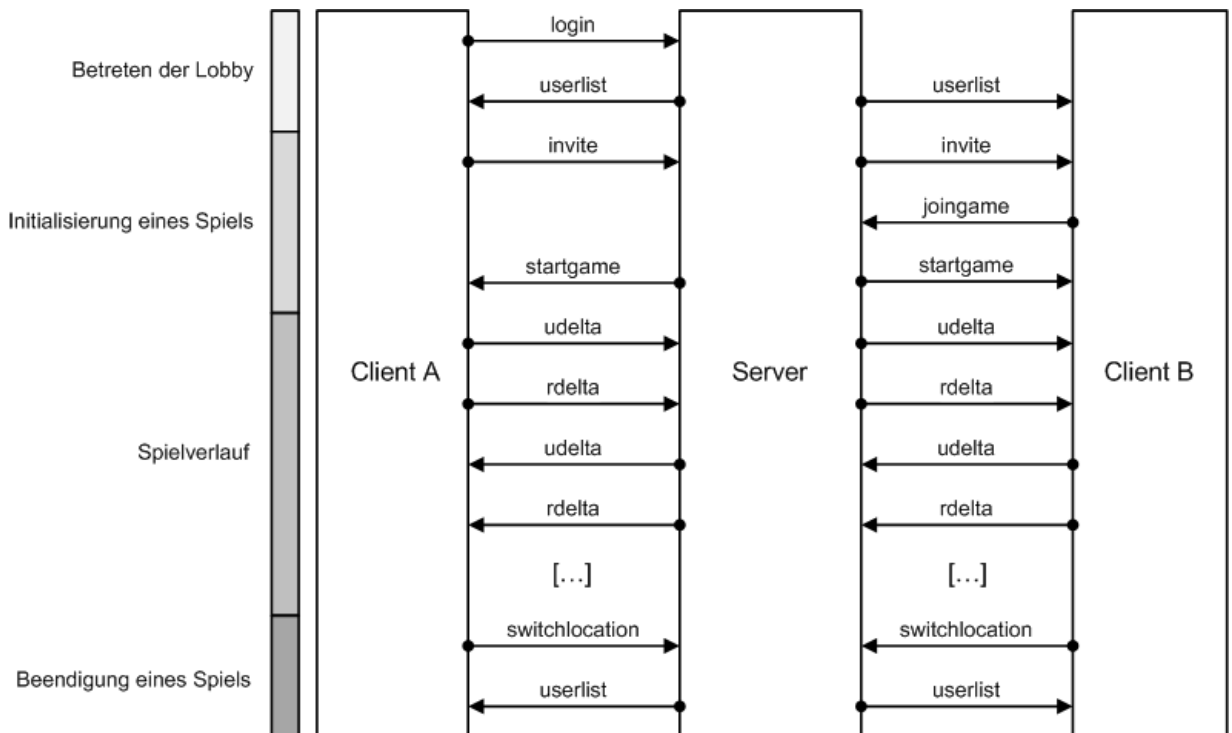 login
Betreten der Lobby
userlist
userlist
invite
invite
joingame
Initialisierung eines Spiels
startgame
startgame
udelta
udelta
Client A
Server
Client B
rdelta
rdelta
udelta
udelta
Spielverlauf
rdelta
rdelta
[...]
[...]
switchlocation
switchlocation
Beendigung eines Spiels
userlist
userlist